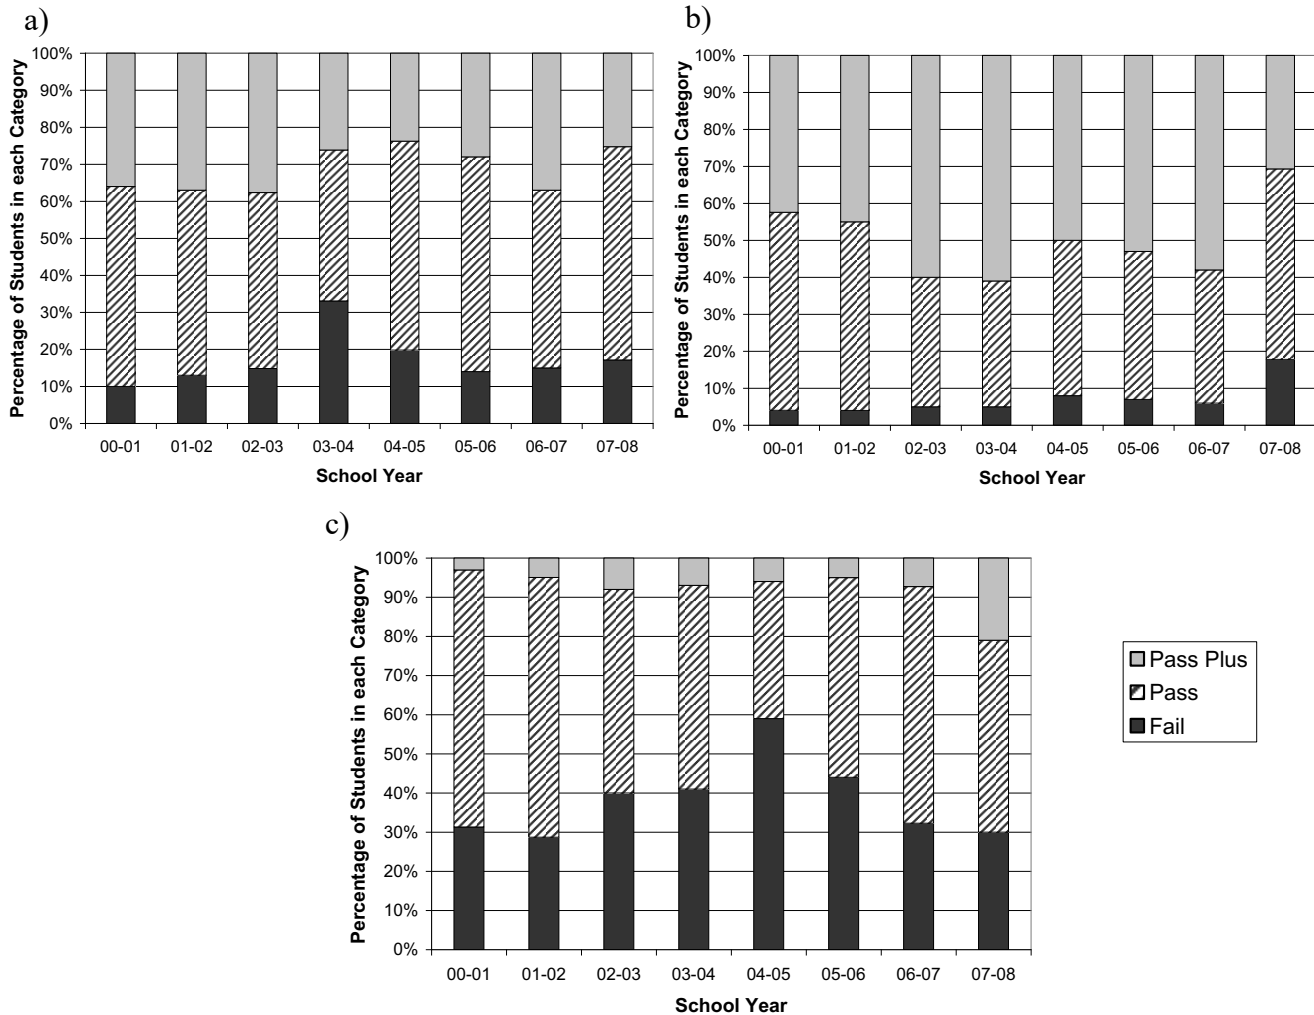 a)
Percentage of Students in each Category
100%
90%
80%
70%
60%
50%
40%
30%
20%
10%
0%
00-01 01-02 02-03 03-04 04-05 05-06 06-07 07-08
School Year
b)
Percentage of Students in each Category
100%
90%
80%
70%
60%
50%
40%
30%
20%
10%
0%
00-01 01-02 02-03 03-04 04-05 05-06 06-07 07-08
School Year
c)
Percentage of Students in each Category
100%
90%
80%
70%
60%
50%
40%
30%
20%
10%
0%
00-01 01-02 02-03 03-04 04-05 05-06 06-07 07-08
School Year
Pass Plus
Pass
Fail